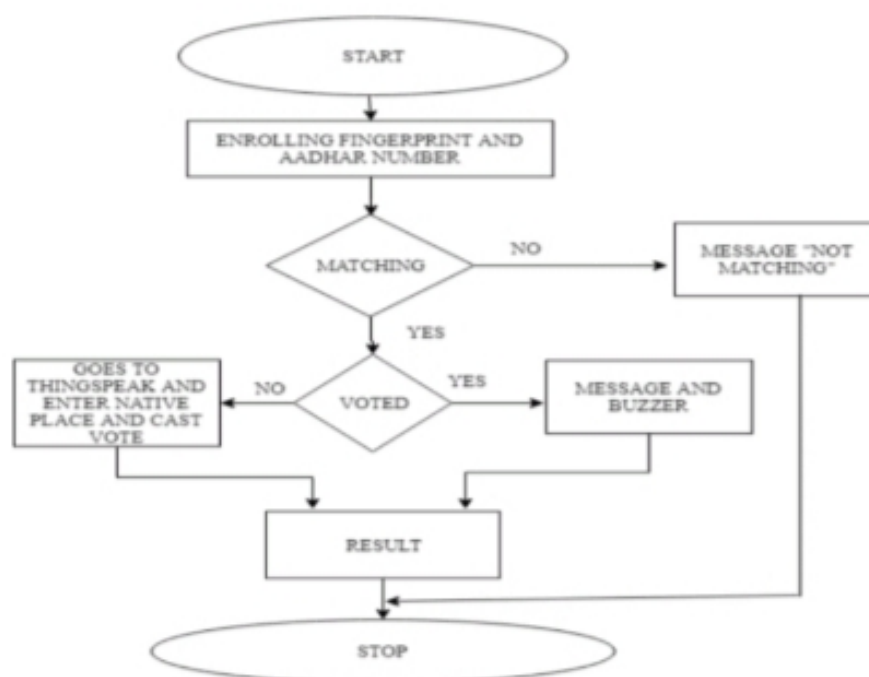 START
ENROLLING FINGERPRINT AND
AADHAR NUMBER
MATCHING
NO
MESSAGE "NOT
MATCHING"
YES
GOES TO
THINGSPEAK AND
ENTER NATIVE
PLACE AND CAST
VOTE
NO
VOTED
YES
MESSAGE AND
BUZZER
RESULT
STOP